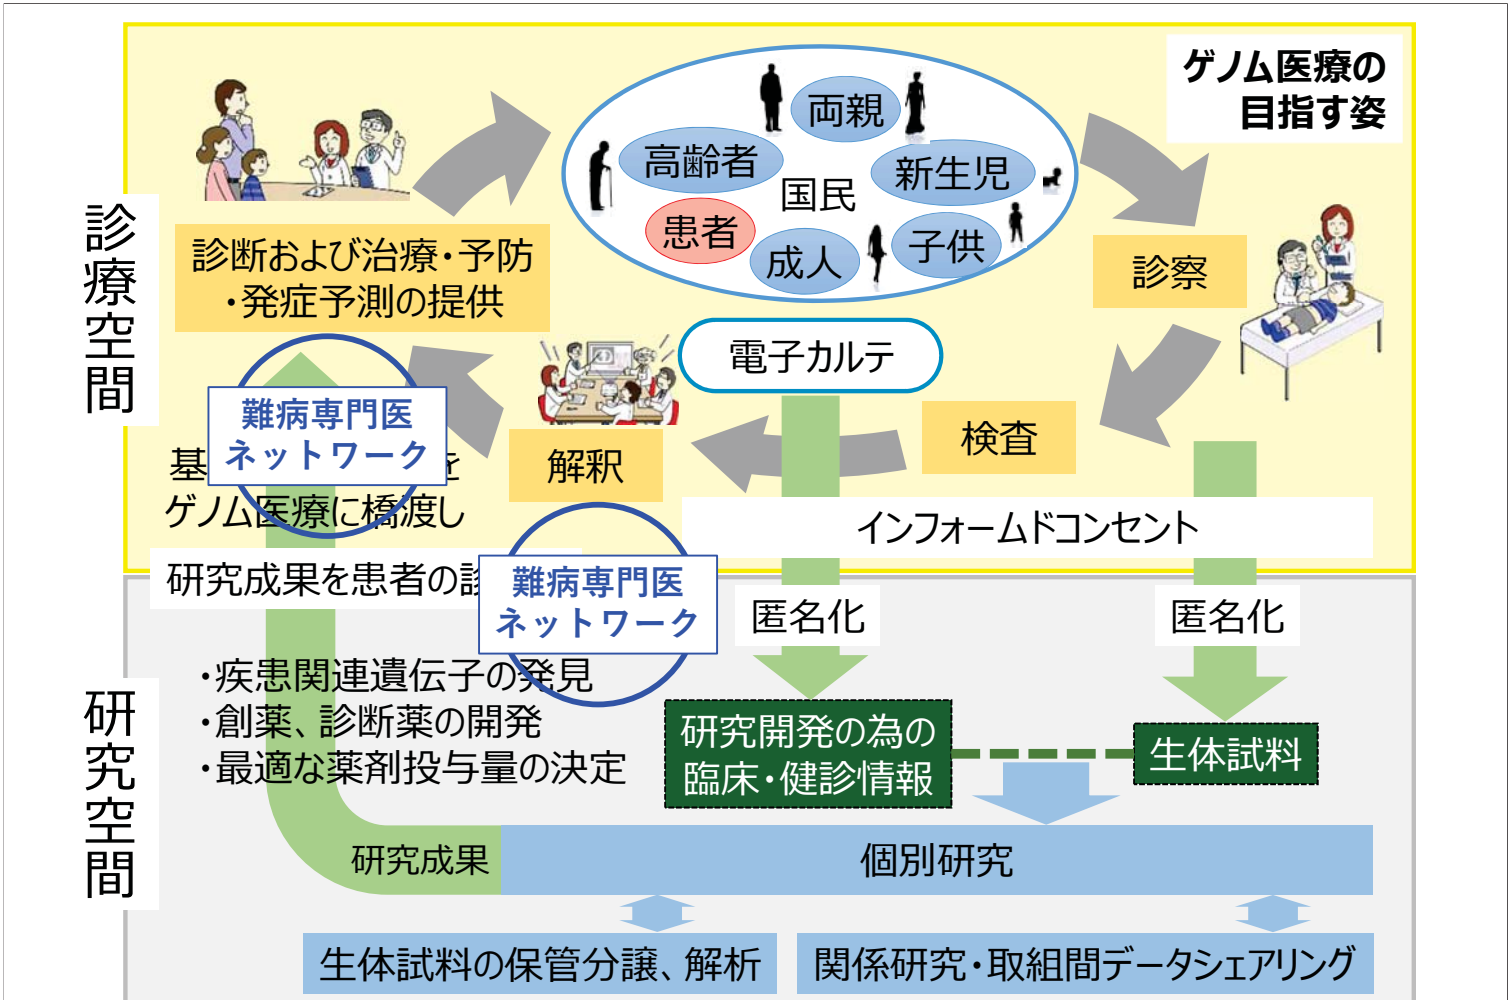 ゲノム医療の
目指す姿
両親
高齢者
新生児
国民
患者
成人
子供
診療空間
診断および治療・予防
・発症予測の提供
診察
電子カルテ
検査
解釈
難病専門医
ネットワーク
基
を
ゲノム医療に橋渡し
インフォームドコンセント
研究成果を患者の診
難病専門医
ネットワーク
匿名化
匿名化
研究空間
・疾患関連遺伝子の発見
・創薬、診断薬の開発
・最適な薬剤投与量の決定
研究開発の為の
臨床・健診情報
生体試料
研究成果
個別研究
生体試料の保管分譲、解析
関係研究・取組間データシェアリング